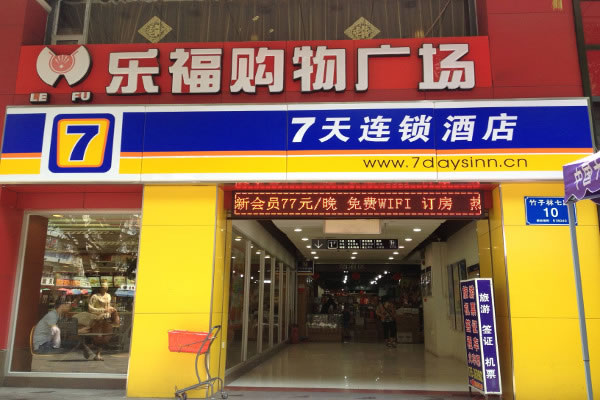 乐福购物广场
LE FU
7
7天连锁酒店
www.7daysinn.cn
新会员77元/晚 免费WIFI 订房
竹子林七路
10
旅游 签证 机票